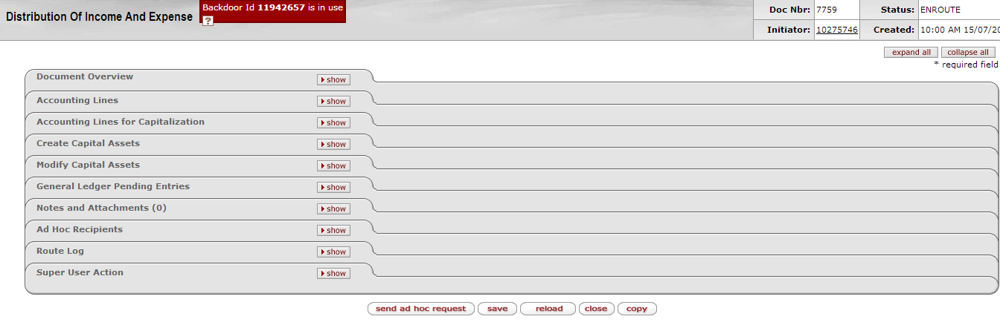 Distribution Of Income And Expense
Backdoor Id 11942657 is in use
?
Doc Nbr: 7759 Status: ENROUTE
Initiator: 10275746 Created: 10:00 AM 15/07/20
expand all collapse all
* required field
Document Overview show
Accounting Lines show
Accounting Lines for Capitalization show
Create Capital Assets show
Modify Capital Assets show
General Ledger Pending Entries show
Notes and Attachments (0) show
Ad Hoc Recipients show
Route Log show
Super User Action show
send ad hoc request save reload close copy